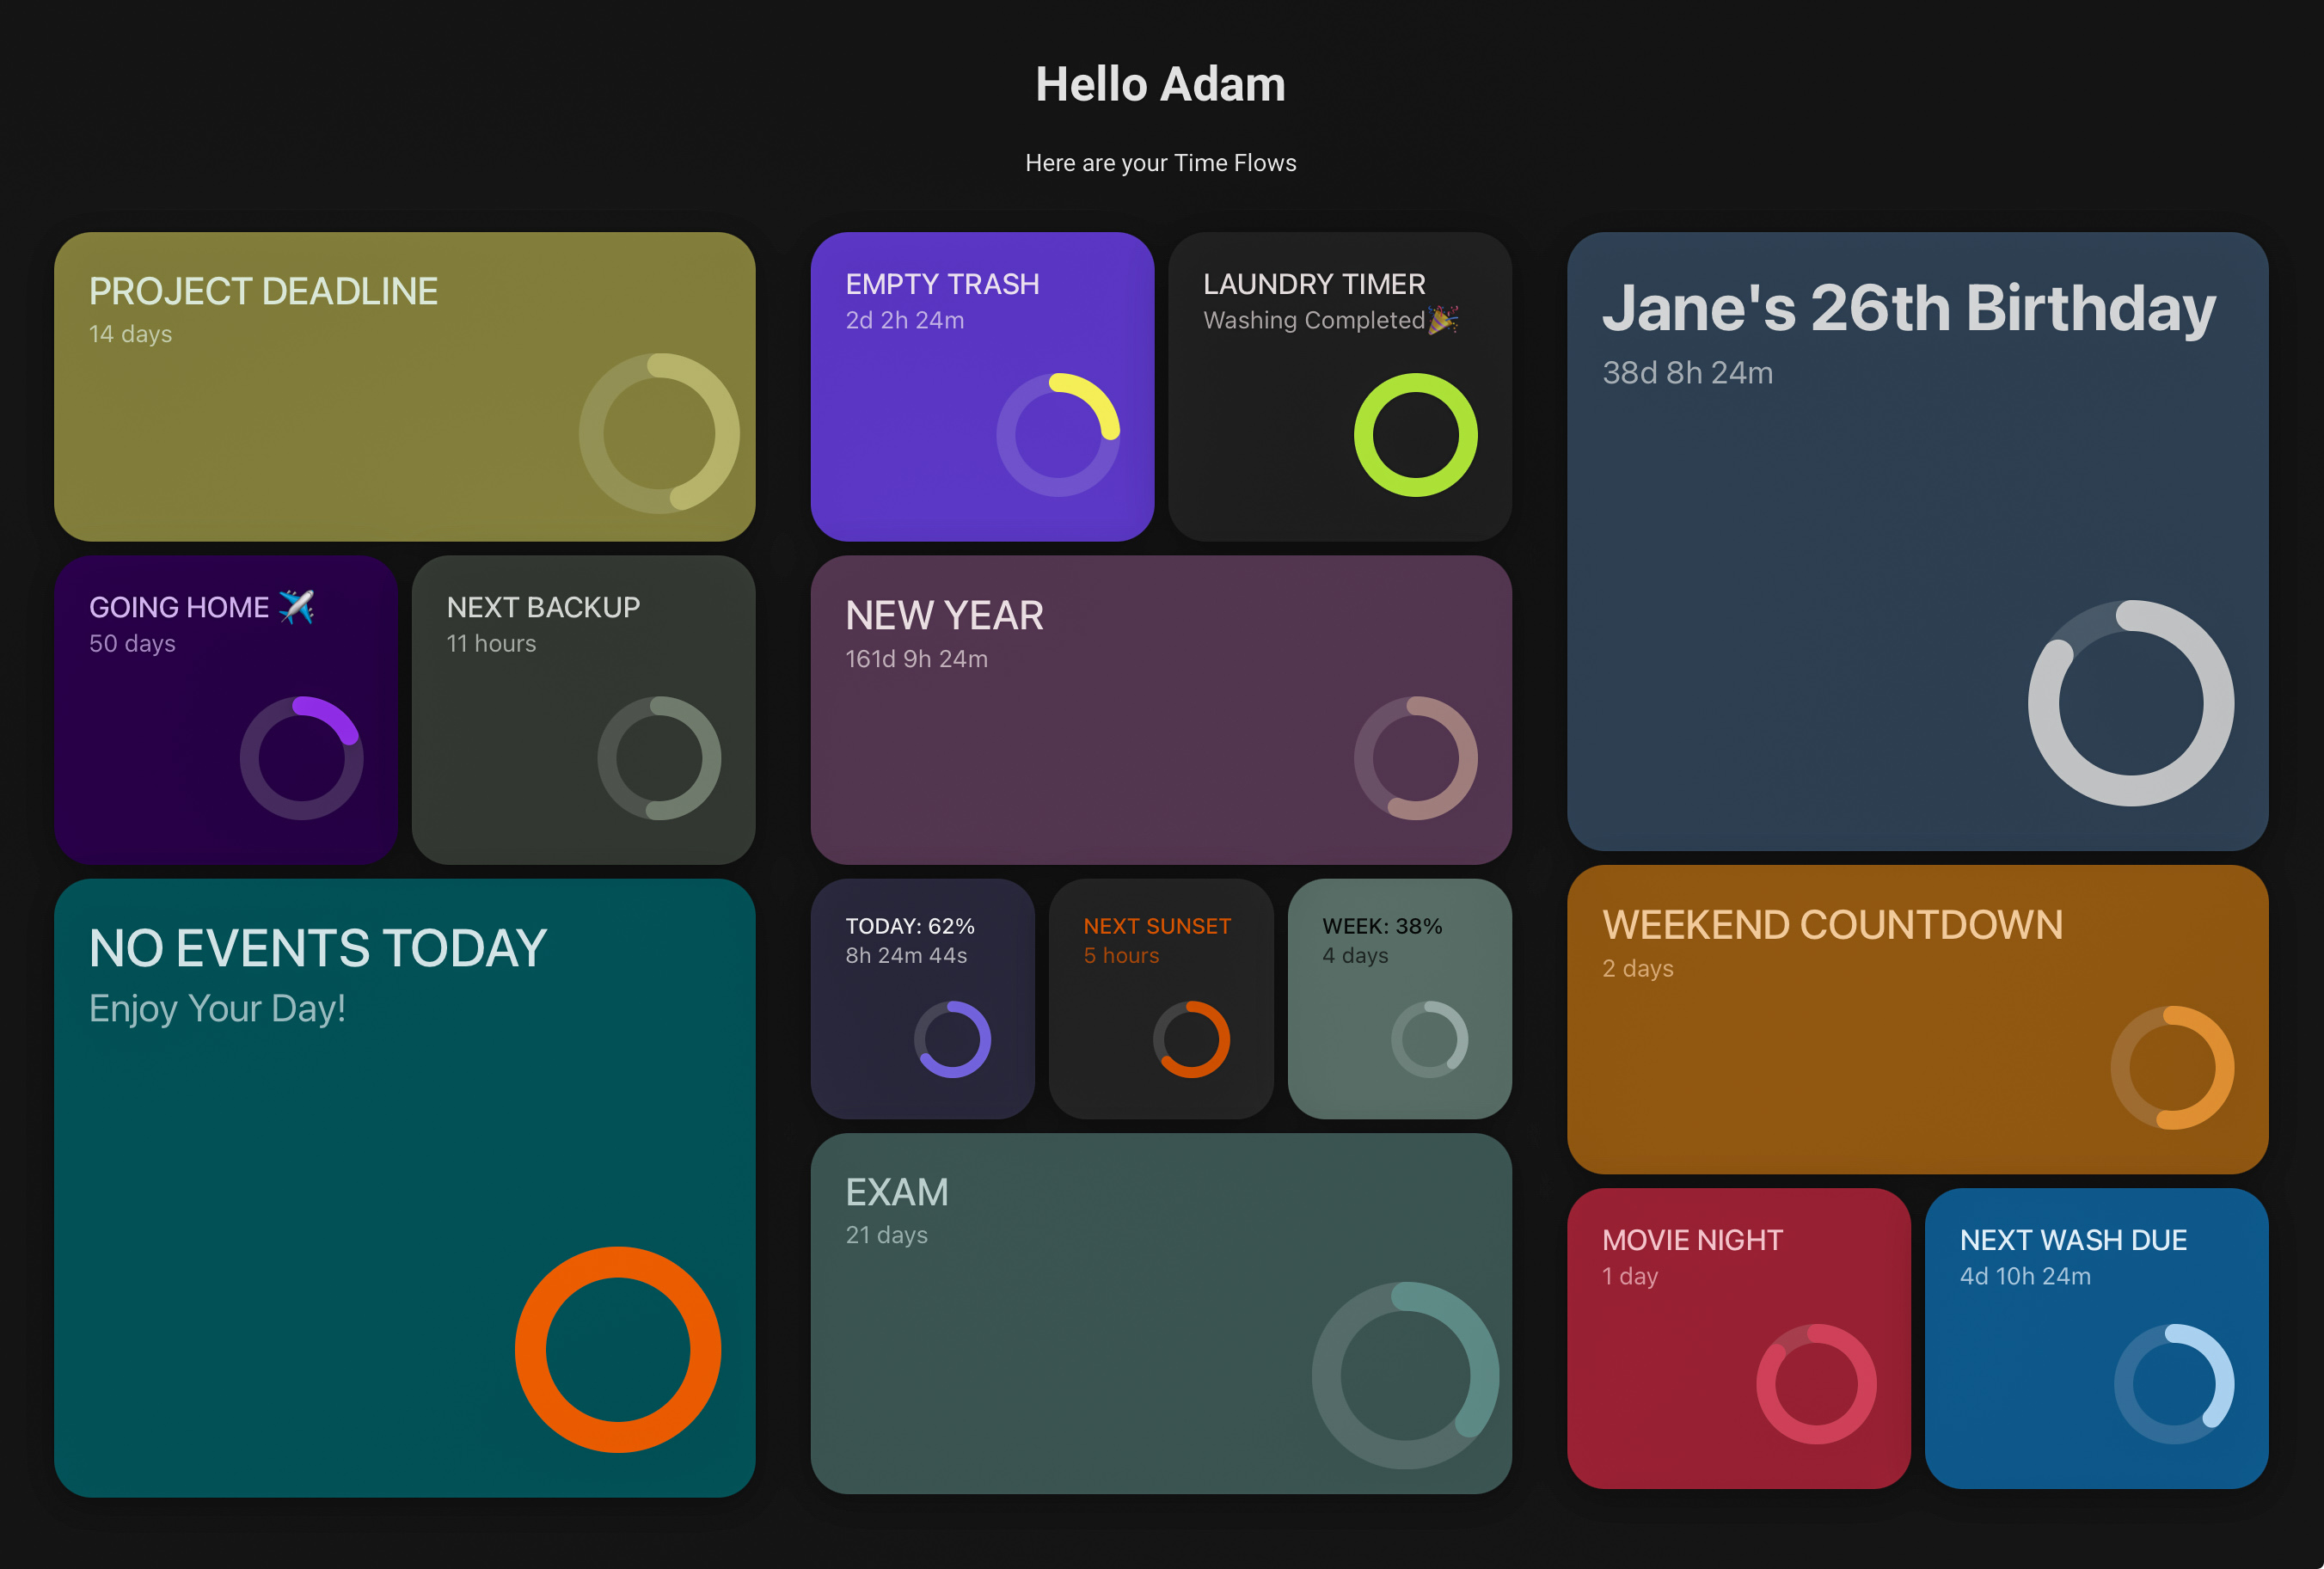 Hello Adam
Here are your Time Flows
PROJECT DEADLINE
14 days
GOING HOME ✈️
50 days
NEXT BACKUP
11 hours
NO EVENTS TODAY
Enjoy Your Day!
EMPTY TRASH
2d 2h 24m
LAUNDRY TIMER
Washing Completed🎉
NEW YEAR
161d 9h 24m
TODAY: 62%
8h 24m 44s
NEXT SUNSET
5 hours
WEEK: 38%
4 days
EXAM
21 days
Jane's 26th Birthday
38d 8h 24m
WEEKEND COUNTDOWN
2 days
MOVIE NIGHT
1 day
NEXT WASH DUE
4d 10h 24m